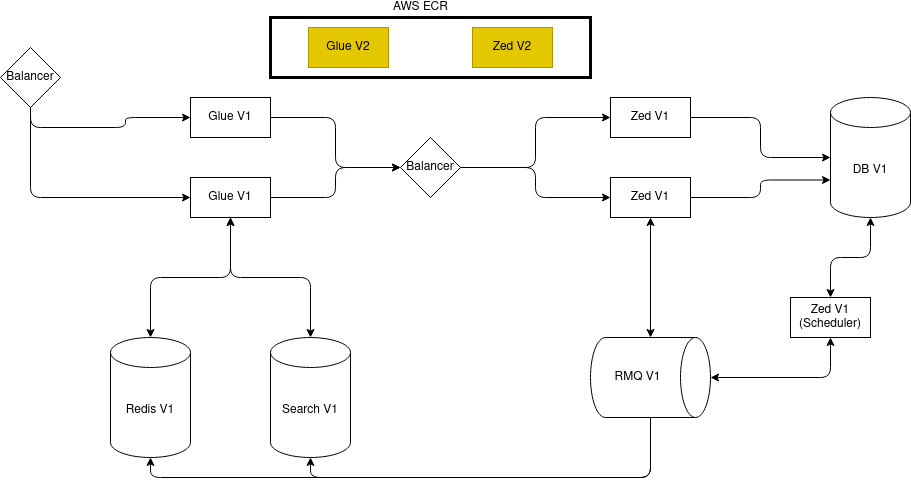 AWS ECR
Glue V2
Zed V2
Balancer
Glue V1
Zed V1
Balancer
DB V1
Glue V1
Zed V1
Zed V1
(Scheduler)
RMQ V1
Redis V1
Search V1